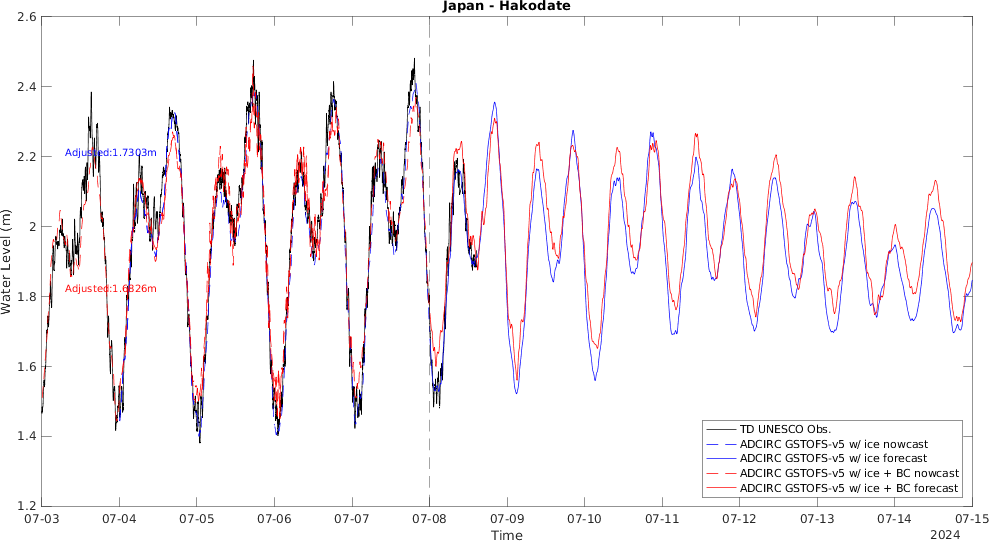 Japan - Hakodate
2.6
2.4
2.2
2
1.8
1.6
1.4
1.2
Water Level (m)
Adjusted:1.7303m
Adjusted:1.6826m
TD UNESCO Obs.
ADCIRC GSTOFS-v5 w/ ice nowcast
ADCIRC GSTOFS-v5 w/ ice forecast
ADCIRC GSTOFS-v5 w/ ice + BC nowcast
ADCIRC GSTOFS-v5 w/ ice + BC forecast
07-03 07-04 07-05 07-06 07-07 07-08 07-09 07-10 07-11 07-12 07-13 07-14 07-15
Time
2024